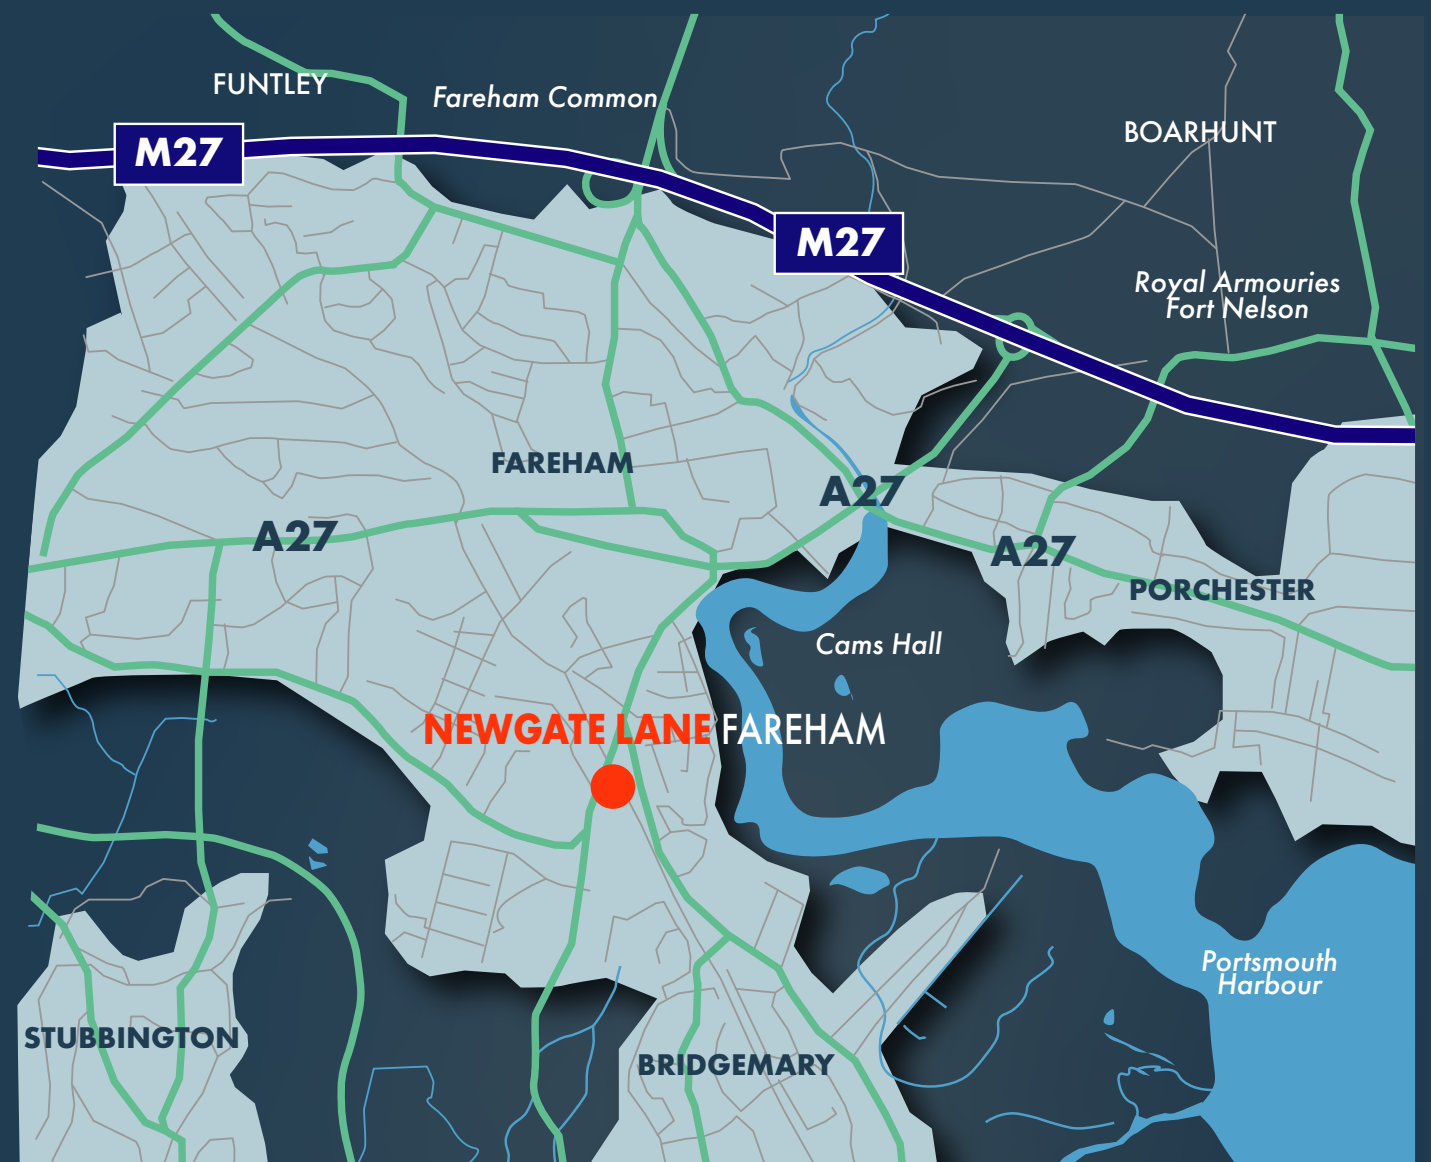 FUNTLEY
Fareham Common
BOARHUNT
M27
M27
Royal Armouries
Fort Nelson
FAREHAM
A27
A27
A27
PORCHESTER
Cams Hall
NEWGATE LANE FAREHAM
Portsmouth
Harbour
STUBBINGTON
BRIDGEMARY